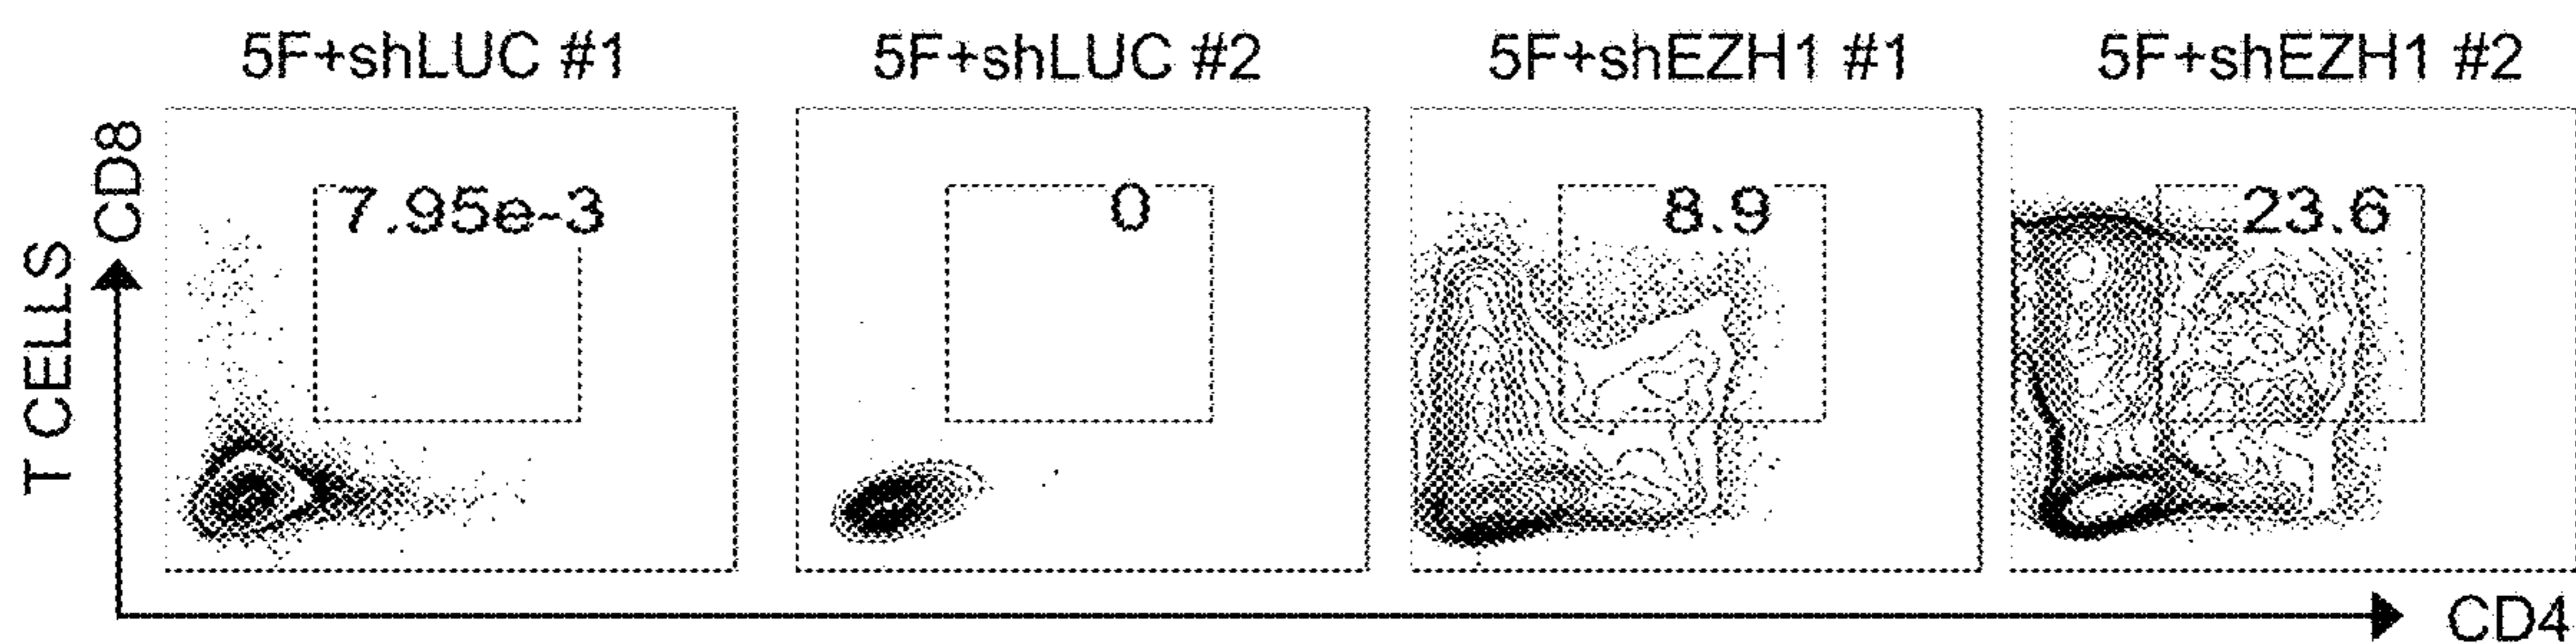 5F+shLUC #1
5F+shLUC #2
5F+shEZH1 #1
5F+shEZH1 #2
T CELLS
CD8
7.95e-3
0
8.9
23.6
CD4